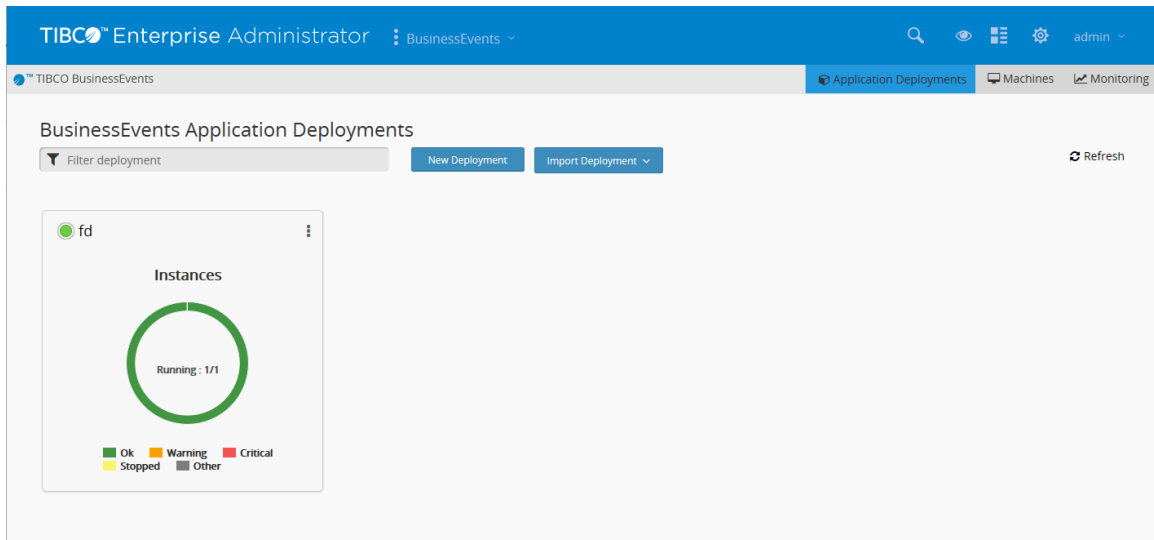 TIBCO™ Enterprise Administrator BusinessEvents admin
™ TIBCO BusinessEvents Application Deployments Machines Monitoring
BusinessEvents Application Deployments
Filter deployment New Deployment Import Deployment Refresh
fd
Instances
Running : 1/1
Ok Warning Critical
Stopped Other